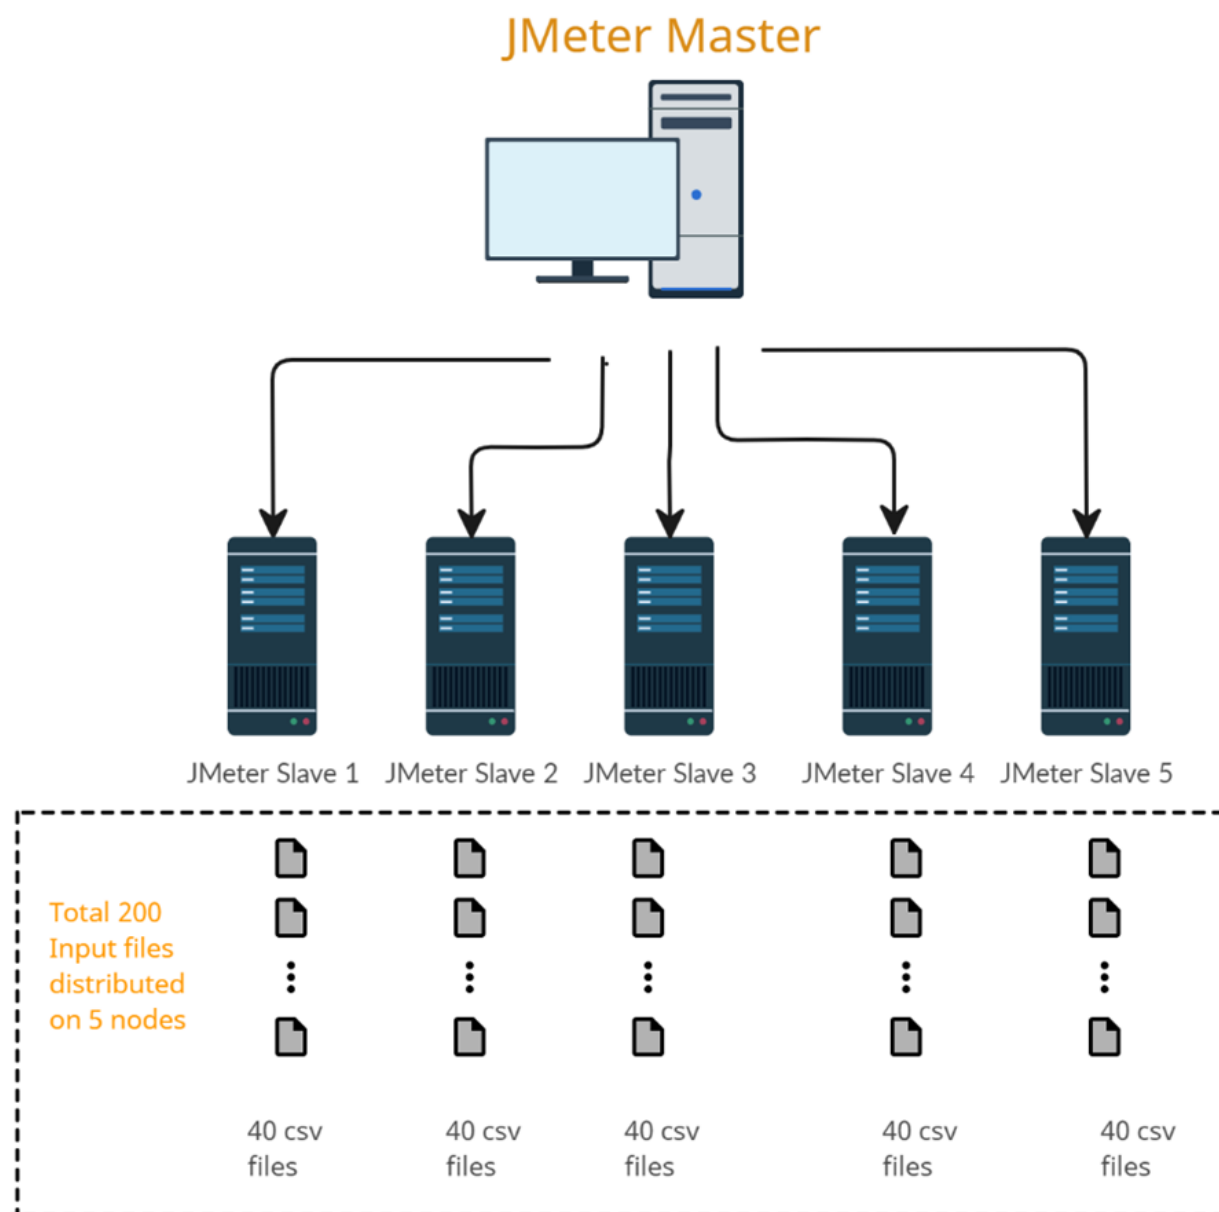 JMeter Master
JMeter Slave 1
JMeter Slave 2
JMeter Slave 3
JMeter Slave 4
JMeter Slave 5
Total 200
Input files
distributed
on 5 nodes
40 csv
files
40 csv
files
40 csv
files
40 csv
files
40 csv
files